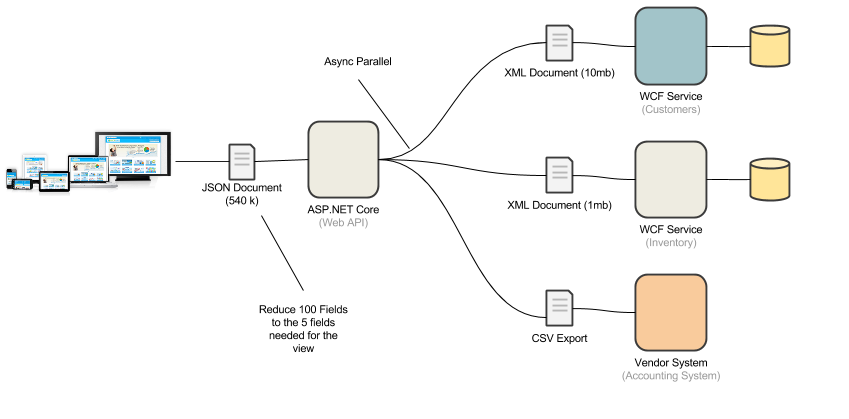 Async Parallel
XML Document (10mb)
WCF Service
(Customers)
JSON Document
(540 k)
ASP.NET Core
(Web API)
XML Document (1mb)
WCF Service
(Inventory)
Reduce 100 Fields
to the 5 fields
needed for the
view
CSV Export
Vendor System
(Accounting System)